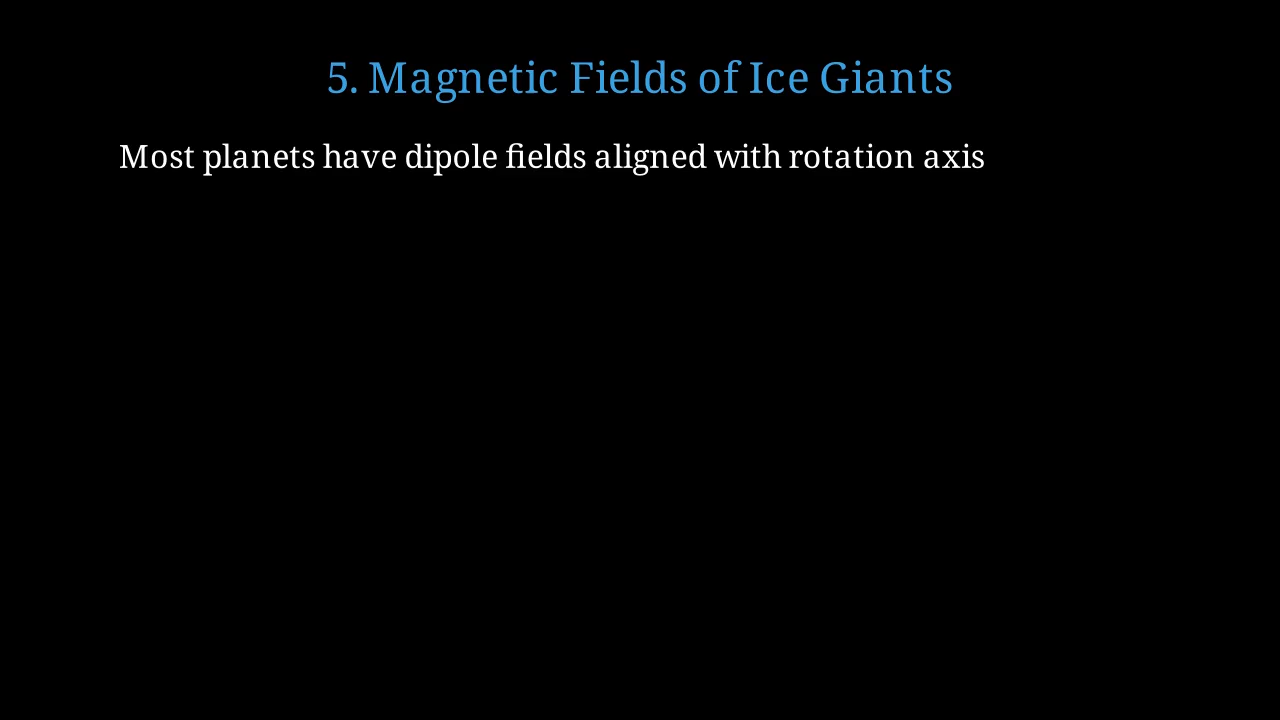 5. Magnetic Fields of Ice Giants
Most planets have dipole fields aligned with rotation axis